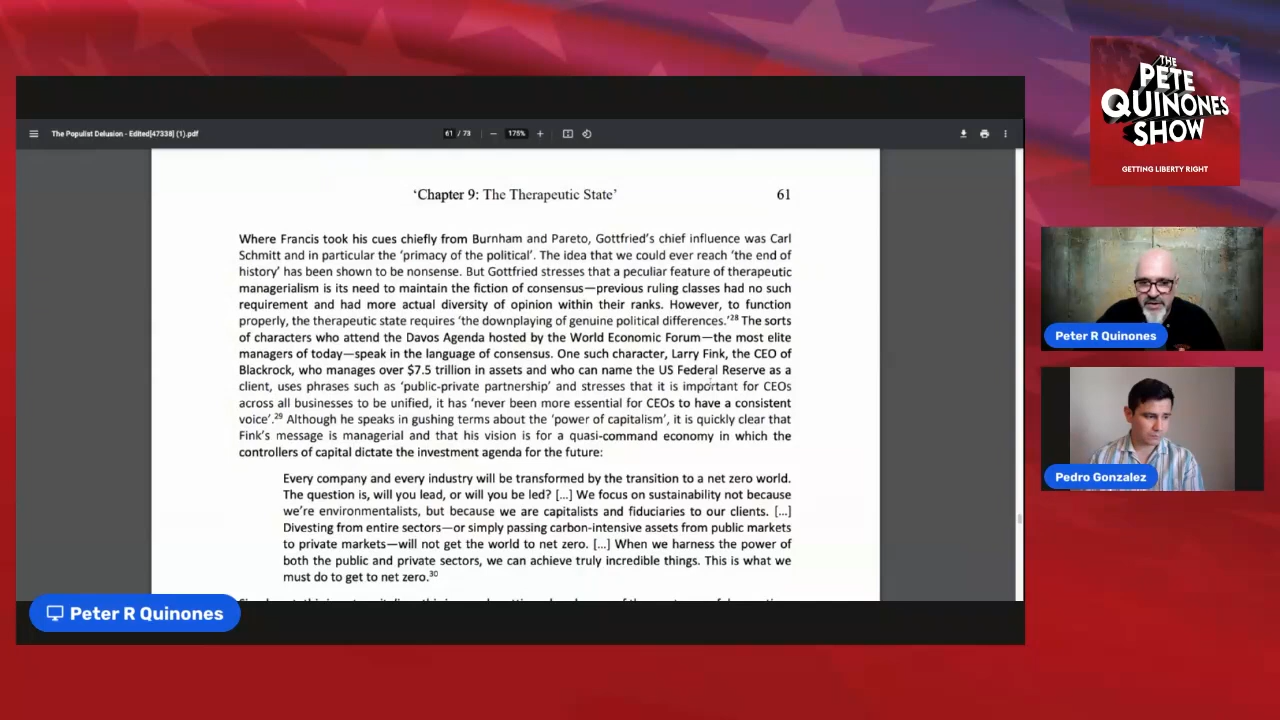 The Populist Delusion - Edited[47338] (1).pdf
61 / 73
175%
'Chapter 9: The Therapeutic State'
61
Where Francis took his cues chiefly from Burnham and Pareto, Gottfried's chief influence was Carl
Schmitt and in particular the 'primacy of the political'. The idea that we could ever reach 'the end of
history' has been shown to be nonsense. But Gottfried stresses that a peculiar feature of therapeutic
managerialism is its need to maintain the fiction of consensus—previous ruling classes had no such
requirement and had more actual diversity of opinion within their ranks. However, to function
properly, the therapeutic state requires 'the downplaying of genuine political differences.'28 The sorts
of characters who attend the Davos Agenda hosted by the World Economic Forum—the most elite
managers of today—speak in the language of consensus. One such character, Larry Fink, the CEO of
Blackrock, who manages over $7.5 trillion in assets and who can name the US Federal Reserve as a
client, uses phrases such as 'public-private partnership' and stresses that it is important for CEOs
across all businesses to be unified, it has 'never been more essential for CEOs to have a consistent
voice'.29 Although he speaks in gushing terms about the 'power of capitalism', it is quickly clear that
Fink's message is managerial and that his vision is for a quasi-command economy in which the
controllers of capital dictate the investment agenda for the future:
Every company and every industry will be transformed by the transition to a net zero world.
The question is, will you lead, or will you be led? [...] We focus on sustainability not because
we're environmentalists, but because we are capitalists and fiduciaries to our clients. [...]
Divesting from entire sectors—or simply passing carbon-intensive assets from public markets
to private markets—will not get the world to net zero. [...] When we harness the power of
both the public and private sectors, we can achieve truly incredible things. This is what we
must do to get to net zero.30
Peter R Quinones
THE
PETE
QUINONES
SHOW
GETTING LIBERTY RIGHT
Peter R Quinones
Pedro Gonzalez